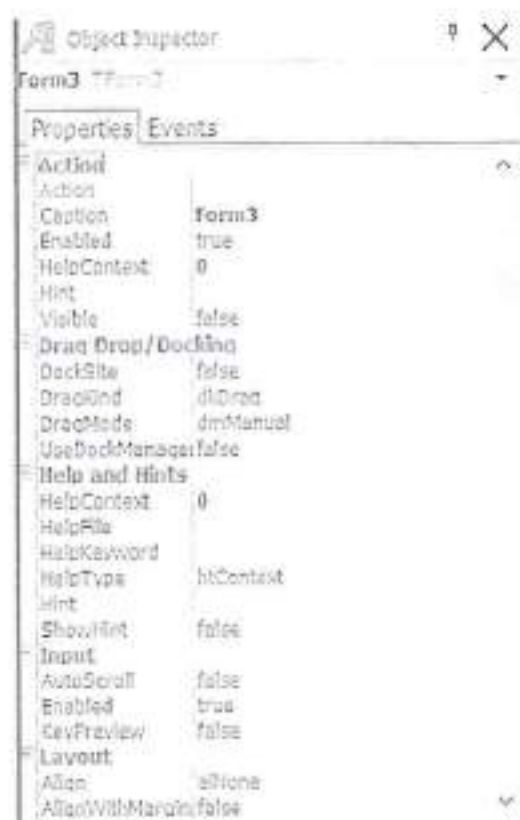 Object Inspector
Form3 TForm3
Properties Events
Action
Action
Caption Form3
Enabled true
HelpContext 0
Hint
Visible false
Drag Drop/Docking
DockSite false
DragKind dkDrag
DragMode dmManual
UseDockManager false
Help and Hints
HelpContext 0
HelpFile
HelpKeyword
HelpType htContext
Hint
ShowHint false
Input
AutoScroll false
Enabled true
KeyPreview false
Layout
Align alNone
AlignWithMargin false